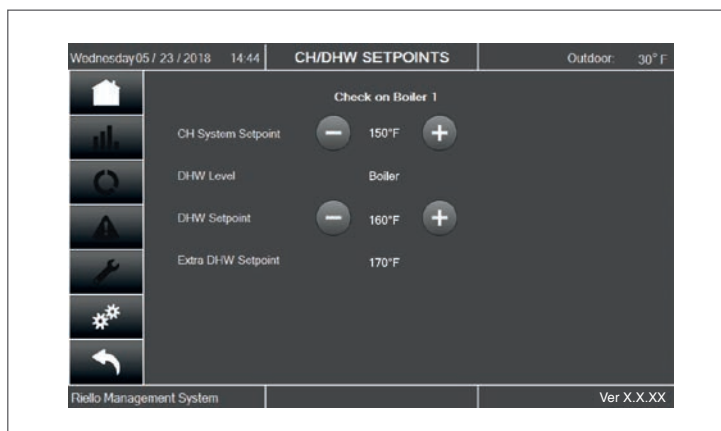 Wednesday 05 / 23 / 2018 14:44 CH/DHW SETPOINTS Outdoor: 30°F
Check on Boiler 1
CH System Setpoint 150°F
DHW Level Boiler
DHW Setpoint 160°F
Extra DHW Setpoint 170°F
Riello Management System Ver X.X.XX